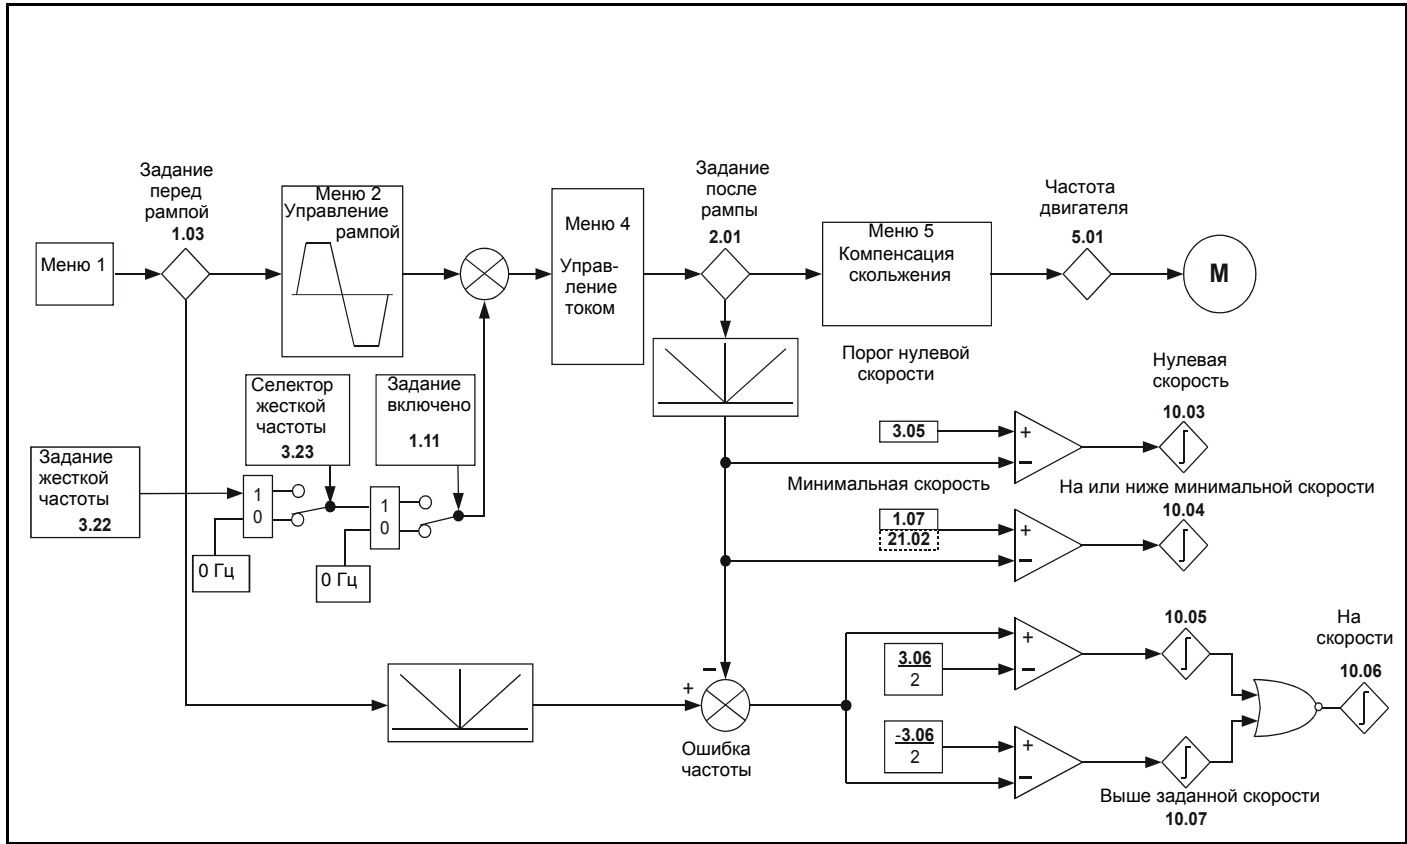 Задание
перед
рампой
1.03
Меню 1
Меню 2
Управление
рампой
Меню 4
Управ-
ление
током
Задание
после
рампы
2.01
Меню 5
Компенсация
скольжения
Частота
двигателя
5.01
M
Селектор
жесткой
частоты
3.23
Задание
включено
1.11
Задание
жесткой
частоты
3.22
1
0
0 Гц
1
0
0 Гц
Порог нулевой
скорости
3.05
+
−
Нулевая
скорость
10.03
Минимальная скорость
1.07
21.02
+
−
На или ниже минимальной скорости
10.04
−
+
Ошибка
частоты
3.06
2
+
−
10.05
-3.06
2
+
−
Выше заданной скорости
10.07
На
скорости
10.06